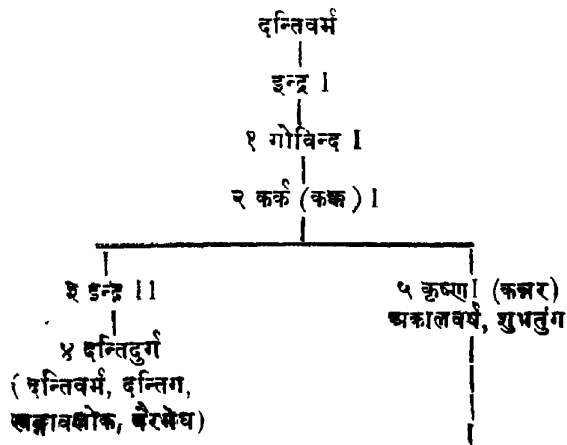 दन्तिवर्म
इन्द्र I
१ गोविन्द I
२ कर्क (कक्क) I
३ इन्द्र II
५ कृष्ण I (कन्नर)
अकालवर्ष, शुभतुंग
४ दन्तिदुर्ग
(दन्तिवर्म, दन्तिग,
खड्गावलोक, वैरमेघ)